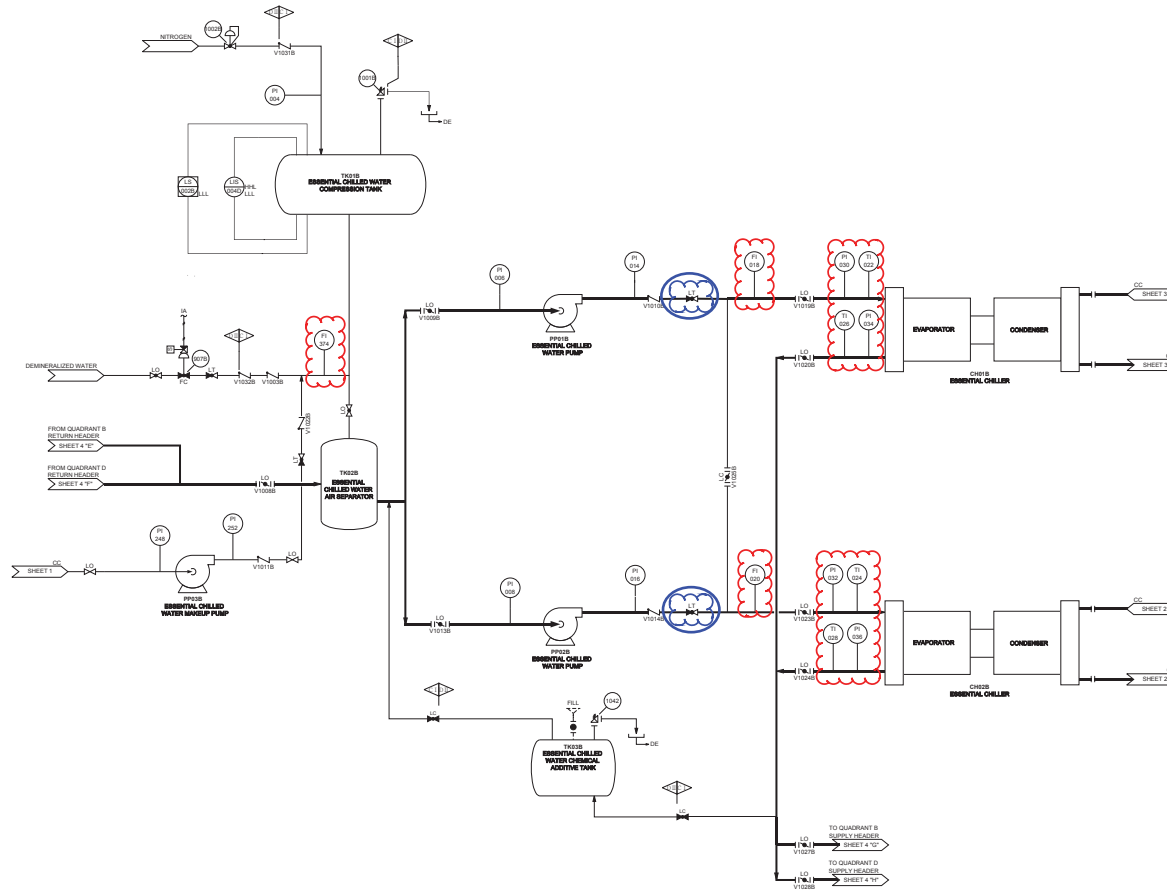 1002B
NITROGEN
V1031B
1001B
PI
004
DE
LS
002B
LLL
LIS
004D
HHL
LLL
TK01B
ESSENTIAL CHILLED WATER
COMPRESSION TANK
PI
006
PI
014
LO
V1009B
PP01B
ESSENTIAL CHILLED
WATER PUMP
V1010B
LT
FI
018
LO
V1019B
PI
030
TI
022
TI
026
PI
034
LO
V1020B
EVAPORATOR
CONDENSER
CH01B
ESSENTIAL CHILLER
CC
SHEET 3
SHEET 3
IA
907B
DEMINERALIZED WATER
LO
FC
LT
V1032B
V1003B
FI
374
V1022B
LO
LT
FROM QUADRANT B
RETURN HEADER
SHEET 4 "E"
FROM QUADRANT D
RETURN HEADER
SHEET 4 "F"
LO
V1008B
TK02B
ESSENTIAL
CHILLED WATER
AIR SEPARATOR
LC
V1025B
PI
248
PI
252
CC
SHEET 1
LO
V1011B
LO
PP03B
ESSENTIAL CHILLED
WATER MAKEUP PUMP
PI
008
PI
016
LO
V1013B
PP02B
ESSENTIAL CHILLED
WATER PUMP
V1014B
LT
FI
020
LO
V1023B
PI
032
TI
024
TI
028
PI
036
LO
V1024B
EVAPORATOR
CONDENSER
CH02B
ESSENTIAL CHILLER
CC
SHEET 2
SHEET 2
LC
FILL
1042
DE
TK03B
ESSENTIAL CHILLED
WATER CHEMICAL
ADDITIVE TANK
LC
TO QUADRANT B
SUPPLY HEADER
SHEET 4 "G"
LO
V1027B
TO QUADRANT D
SUPPLY HEADER
SHEET 4 "H"
LO
V1028B